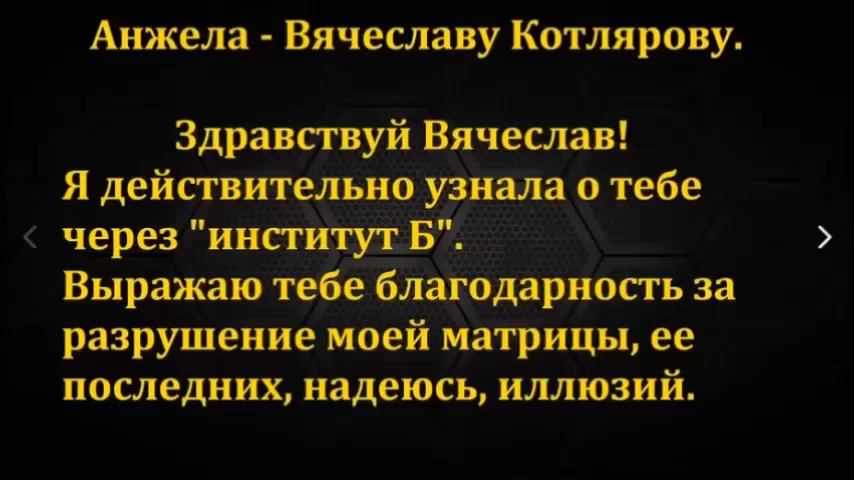 Анжела - Вячеславу Котлярову.
Здравствуй Вячеслав!
Я действительно узнала о тебе
через "институт Б".
Выражаю тебе благодарность за
разрушение моей матрицы, ее
последних, надеюсь, иллюзий.